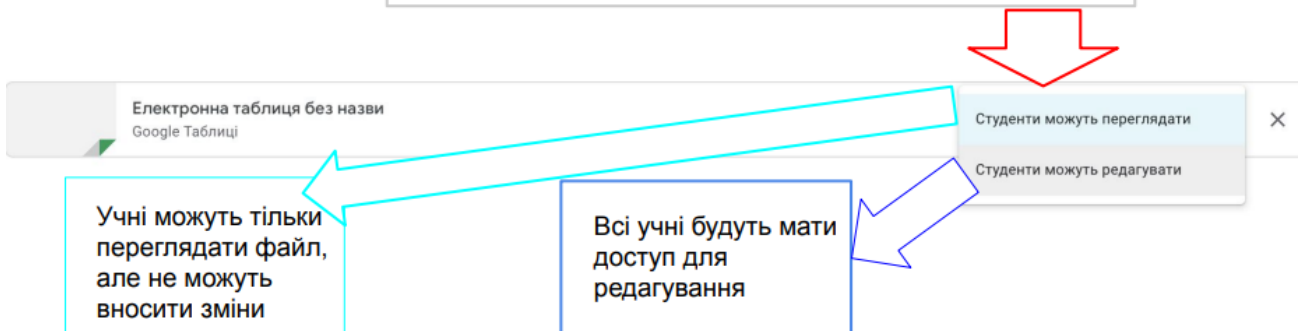 Електронна таблиця без назви
Google Таблиці
Студенти можуть переглядати
Студенти можуть редагувати
Учні можуть тільки
переглядати файл,
але не можуть
вносити зміни
Всі учні будуть мати
доступ для
редагування